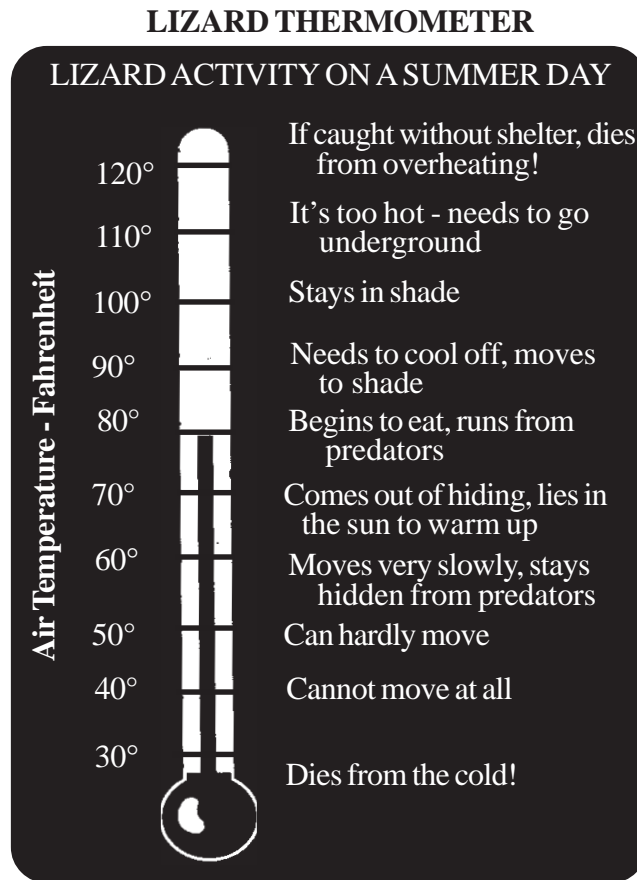 LIZARD THERMOMETER
LIZARD ACTIVITY ON A SUMMER DAY
Air Temperature - Fahrenheit
120°
If caught without shelter, dies
from overheating!
110°
It's too hot - needs to go
underground
100°
Stays in shade
90°
Needs to cool off, moves
to shade
80°
Begins to eat, runs from
predators
70°
Comes out of hiding, lies in
the sun to warm up
60°
Moves very slowly, stays
hidden from predators
50°
Can hardly move
40°
Cannot move at all
30°
Dies from the cold!